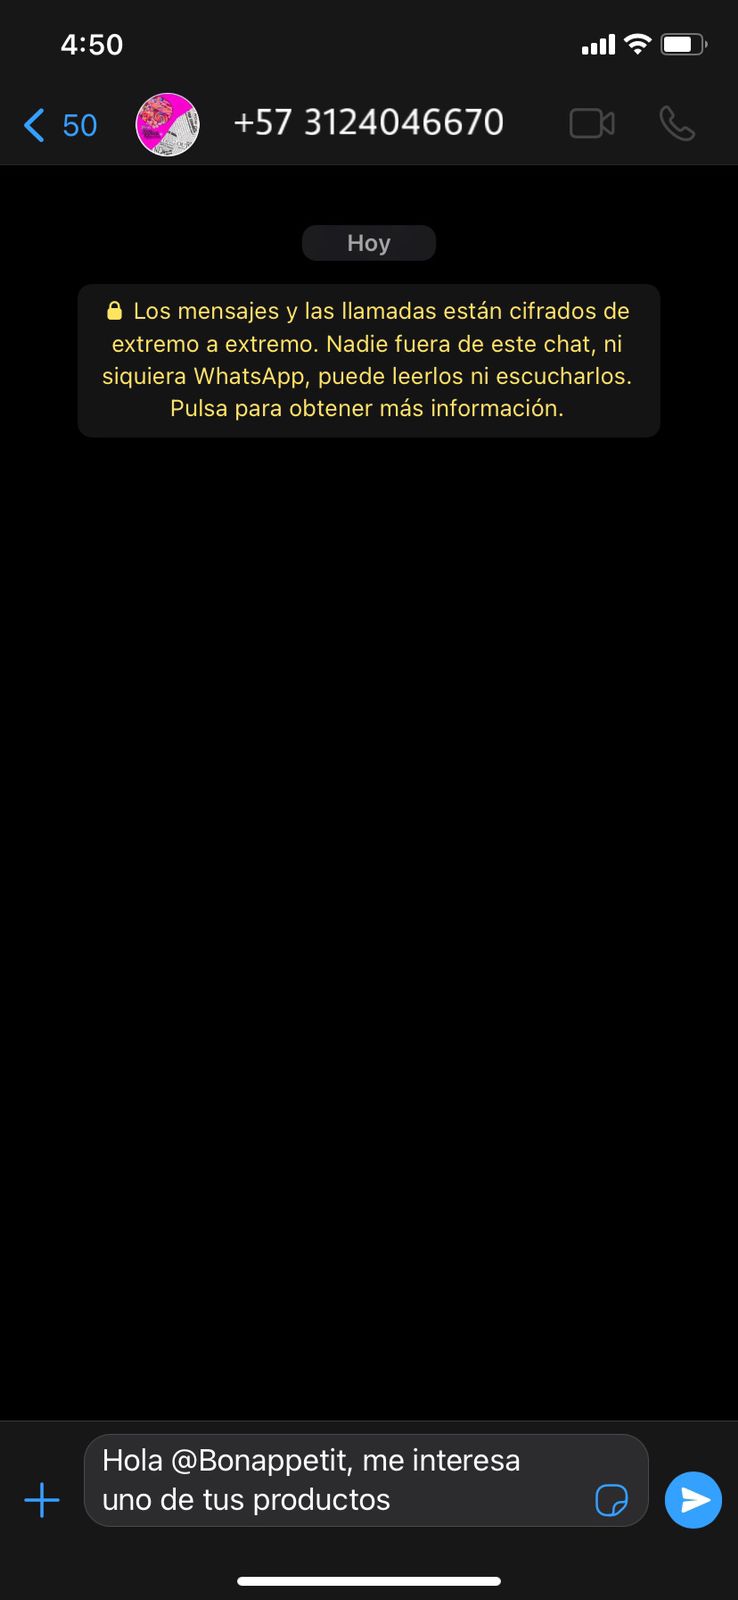 4:50
50
+57 3124046670
Hoy
Los mensajes y las llamadas están cifrados de
extremo a extremo. Nadie fuera de este chat, ni
siquiera WhatsApp, puede leerlos ni escucharlos.
Pulsa para obtener más información.
Hola @Bonappetit, me interesa
uno de tus productos